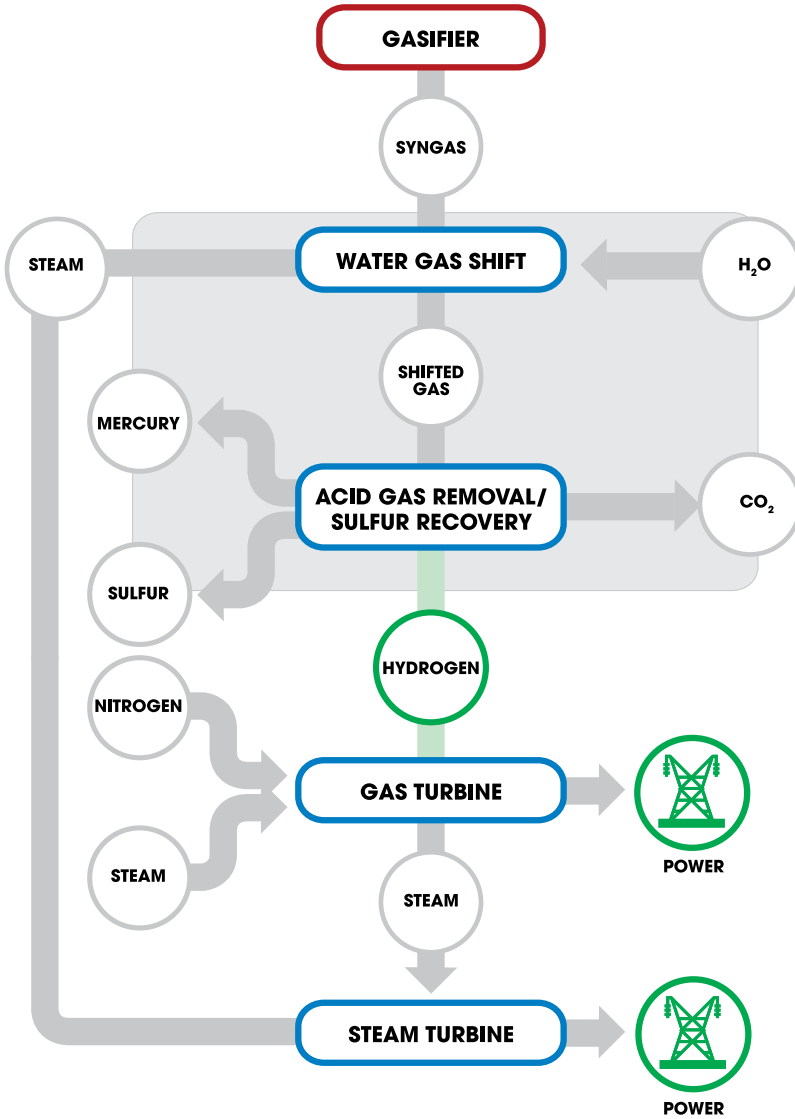 GASIFIER
SYNGAS
STEAM
WATER GAS SHIFT
H₂O
SHIFTED
GAS
MERCURY
ACID GAS REMOVAL/
SULFUR RECOVERY
CO₂
SULFUR
HYDROGEN
NITROGEN
GAS TURBINE
POWER
STEAM
STEAM
STEAM TURBINE
POWER